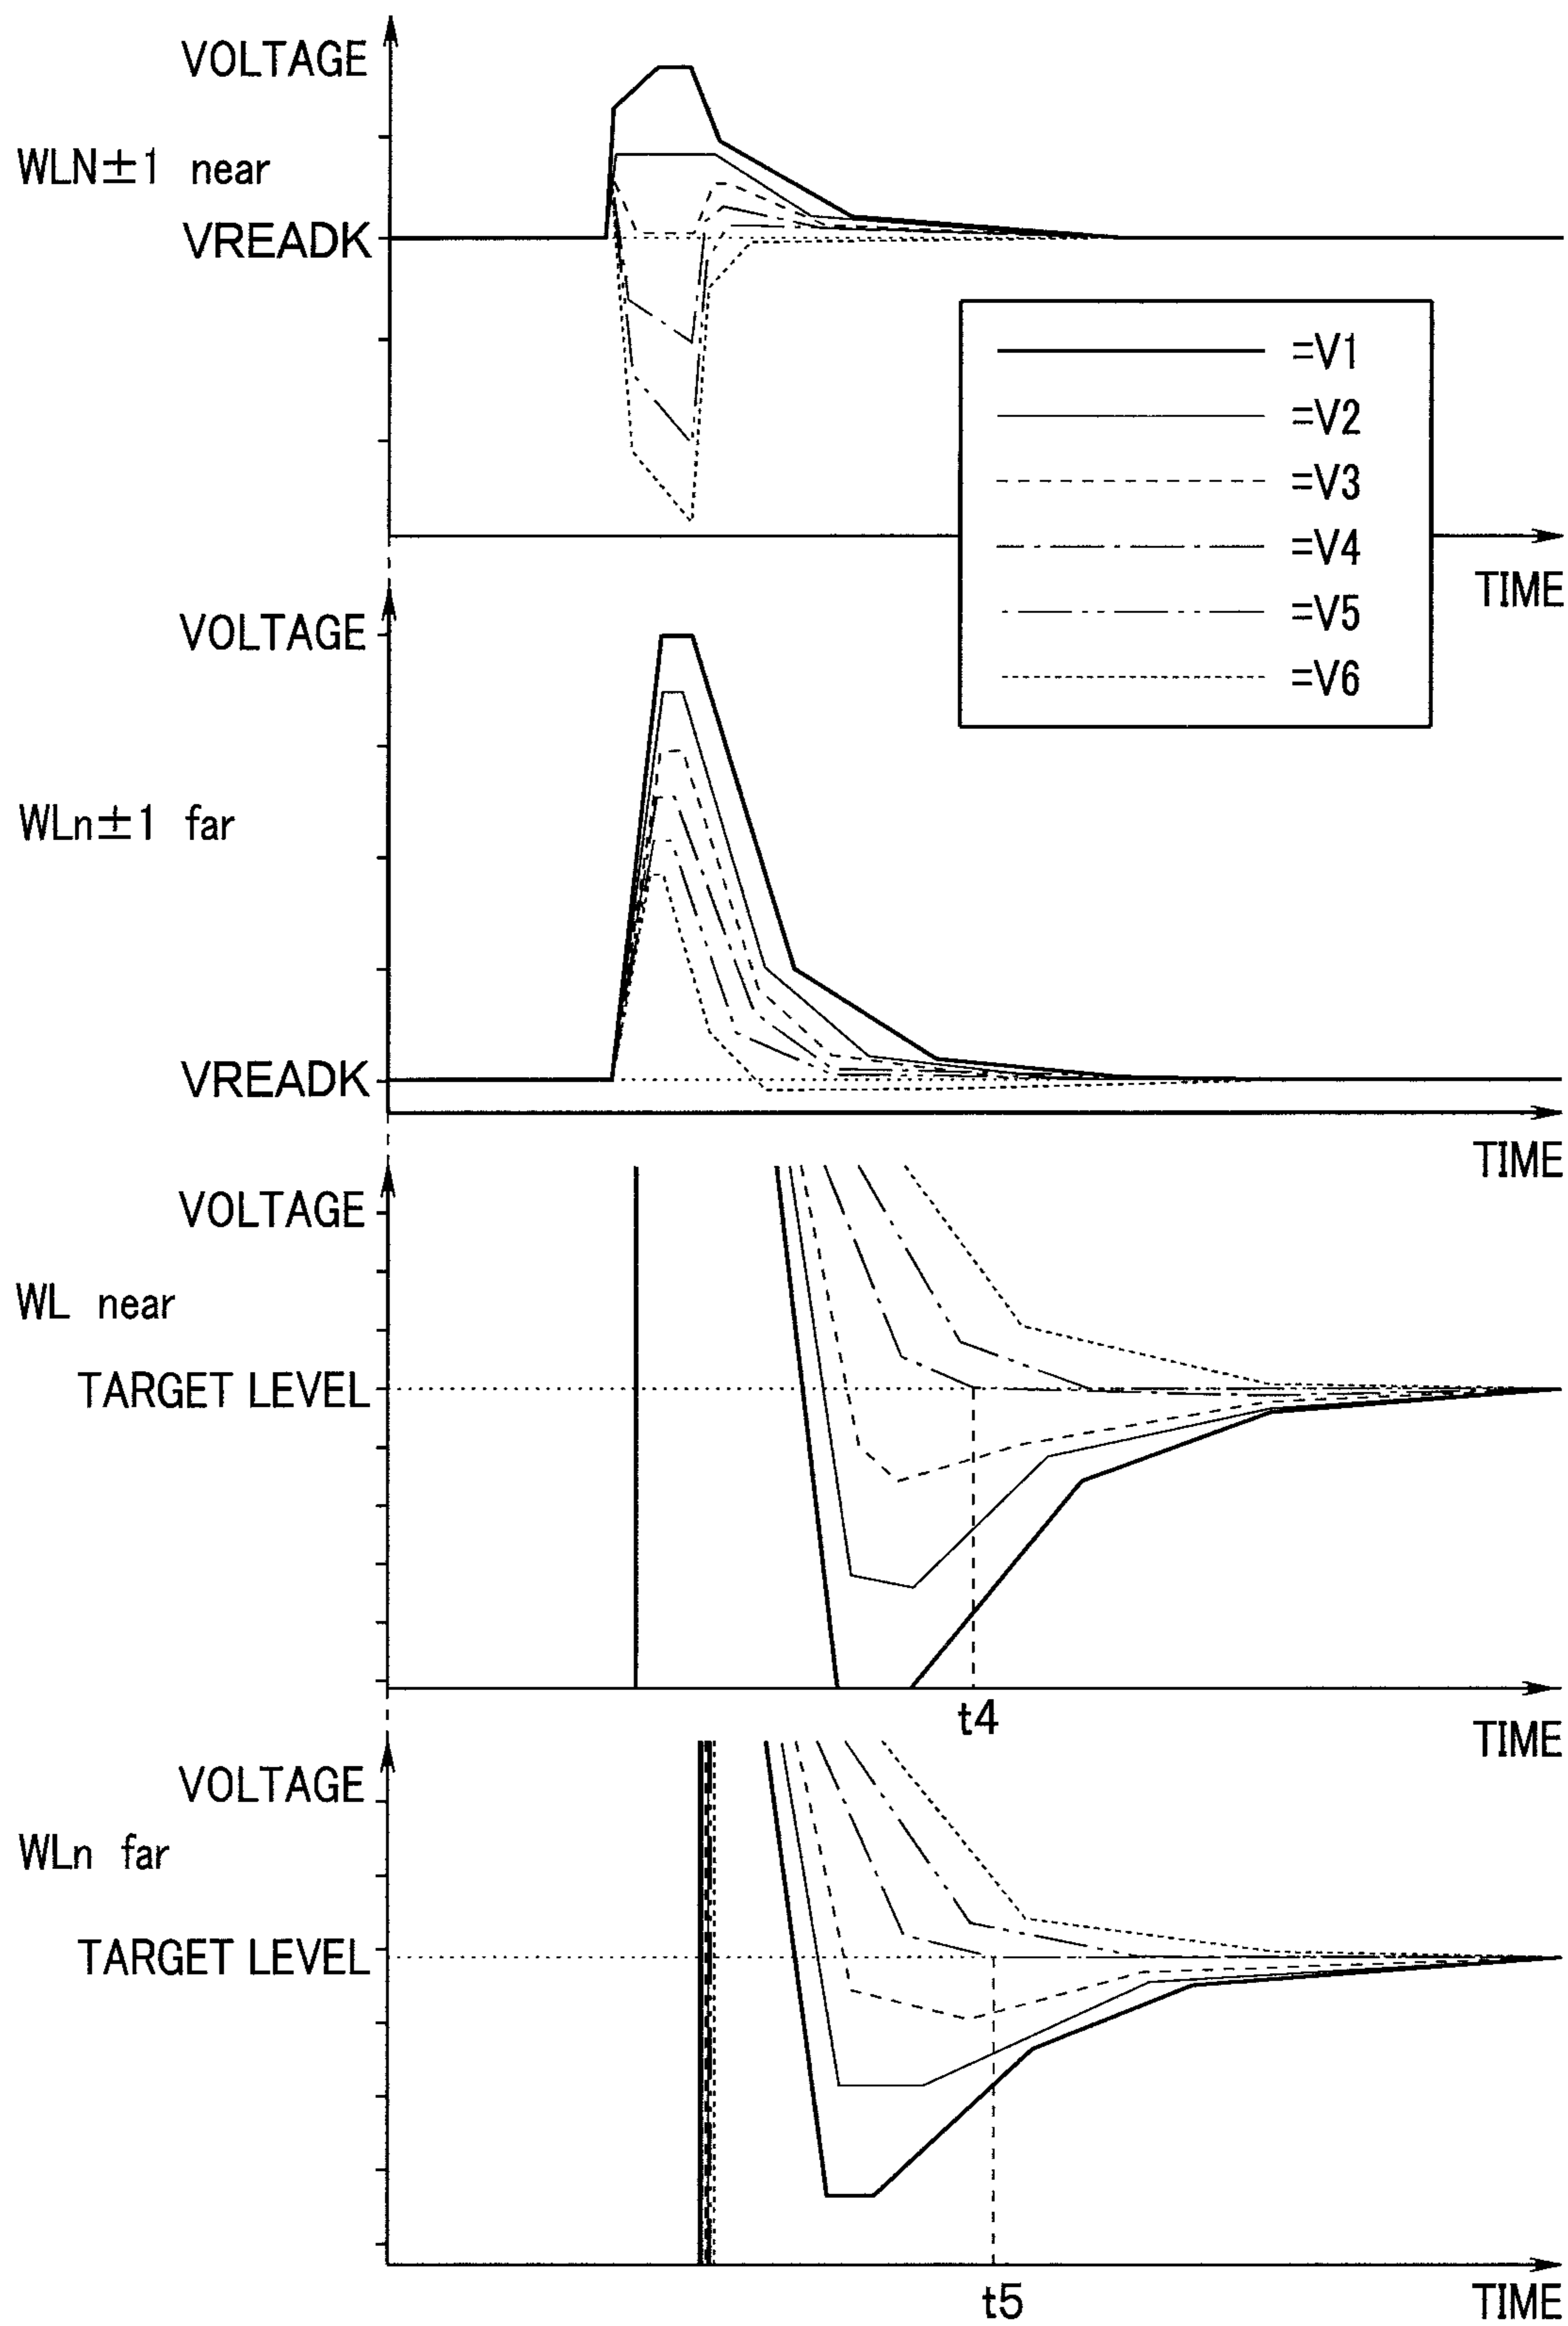 VOLTAGE
WLN±1 near
VREADK
=V1
=V2
=V3
=V4
=V5
=V6
TIME
VOLTAGE
WLn±1 far
VREADK
TIME
VOLTAGE
WL near
TARGET LEVEL
t4
TIME
VOLTAGE
WLn far
TARGET LEVEL
t5
TIME